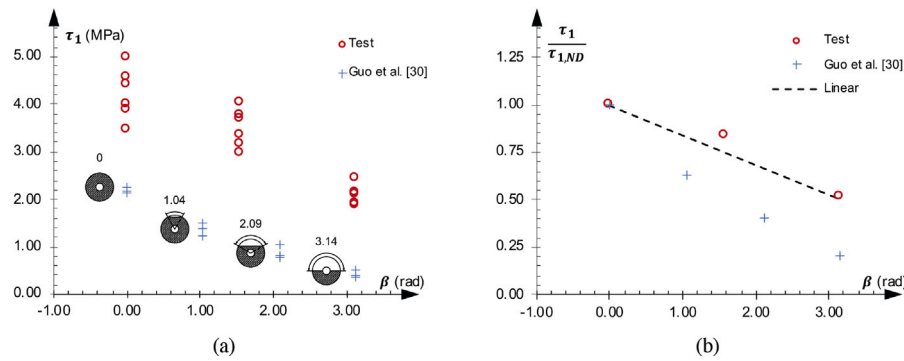 τ₁ (MPa)
5.00
4.00
3.00
2.00
1.00
0.00
-1.00 0.00 1.00 2.00 3.00
β (rad)
Test
Guo et al. [30]
0
1.04
2.09
3.14
(a)
τ₁
τ₁,ND
1.25
1.00
0.75
0.50
0.25
0.00
-1.00 0.00 1.00 2.00 3.00
β (rad)
Test
Guo et al. [30]
Linear
(b)